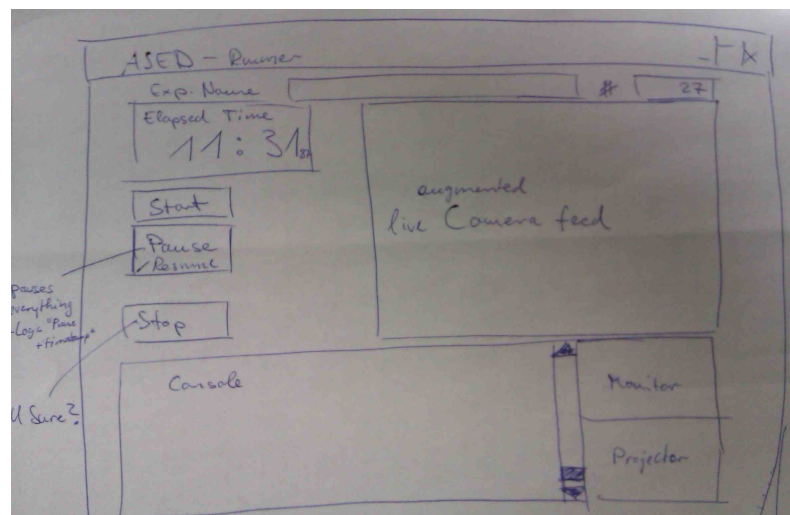 ASED - Runner
Exp. Name # 27
Elapsed Time
11:31
augmented
live Camera feed
Start
Pause
/Resume
pauses
everything
-Logs "Pause
+ timestamp"
Stop
Console
Monitor
U Sure?
Projector